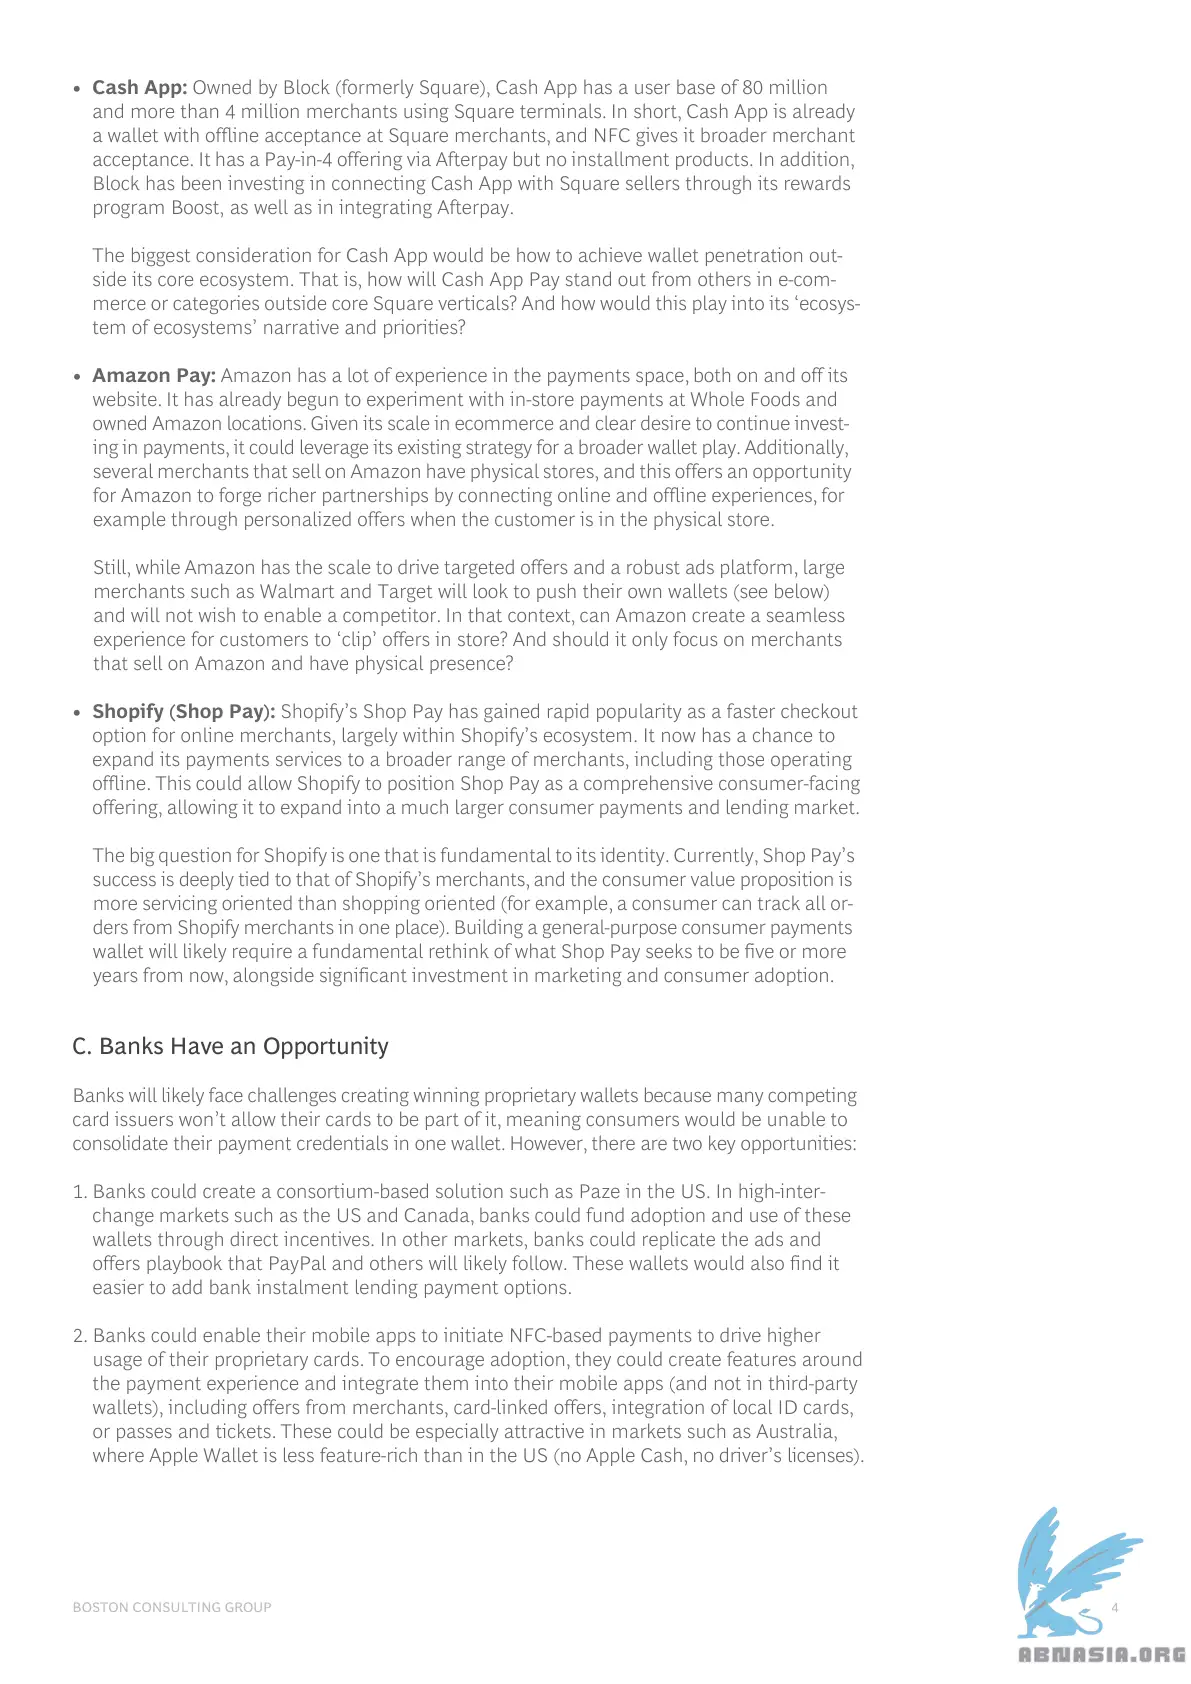 • Cash App: Owned by Block (formerly Square), Cash App has a user base of 80 million
and more than 4 million merchants using Square terminals. In short, Cash App is already
a wallet with offline acceptance at Square merchants, and NFC gives it broader merchant
acceptance. It has a Pay-in-4 offering via Afterpay but no installment products. In addition,
Block has been investing in connecting Cash App with Square sellers through its rewards
program Boost, as well as in integrating Afterpay.
The biggest consideration for Cash App would be how to achieve wallet penetration out-
side its core ecosystem. That is, how will Cash App Pay stand out from others in e-com-
merce or categories outside core Square verticals? And how would this play into its ‘ecosys-
tem of ecosystems’ narrative and priorities?
• Amazon Pay: Amazon has a lot of experience in the payments space, both on and off its
website. It has already begun to experiment with in-store payments at Whole Foods and
owned Amazon locations. Given its scale in ecommerce and clear desire to continue invest-
ing in payments, it could leverage its existing strategy for a broader wallet play. Additionally,
several merchants that sell on Amazon have physical stores, and this offers an opportunity
for Amazon to forge richer partnerships by connecting online and offline experiences, for
example through personalized offers when the customer is in the physical store.
Still, while Amazon has the scale to drive targeted offers and a robust ads platform, large
merchants such as Walmart and Target will look to push their own wallets (see below)
and will not wish to enable a competitor. In that context, can Amazon create a seamless
experience for customers to ‘clip’ offers in store? And should it only focus on merchants
that sell on Amazon and have physical presence?
• Shopify (Shop Pay): Shopify’s Shop Pay has gained rapid popularity as a faster checkout
option for online merchants, largely within Shopify’s ecosystem. It now has a chance to
expand its payments services to a broader range of merchants, including those operating
offline. This could allow Shopify to position Shop Pay as a comprehensive consumer-facing
offering, allowing it to expand into a much larger consumer payments and lending market.
The big question for Shopify is one that is fundamental to its identity. Currently, Shop Pay’s
success is deeply tied to that of Shopify’s merchants, and the consumer value proposition is
more servicing oriented than shopping oriented (for example, a consumer can track all or-
ders from Shopify merchants in one place). Building a general-purpose consumer payments
wallet will likely require a fundamental rethink of what Shop Pay seeks to be five or more
years from now, alongside significant investment in marketing and consumer adoption.
C. Banks Have an Opportunity
Banks will likely face challenges creating winning proprietary wallets because many competing
card issuers won’t allow their cards to be part of it, meaning consumers would be unable to
consolidate their payment credentials in one wallet. However, there are two key opportunities:
1. Banks could create a consortium-based solution such as Paze in the US. In high-inter-
change markets such as the US and Canada, banks could fund adoption and use of these
wallets through direct incentives. In other markets, banks could replicate the ads and
offers playbook that PayPal and others will likely follow. These wallets would also find it
easier to add bank instalment lending payment options.
2. Banks could enable their mobile apps to initiate NFC-based payments to drive higher
usage of their proprietary cards. To encourage adoption, they could create features around
the payment experience and integrate them into their mobile apps (and not in third-party
wallets), including offers from merchants, card-linked offers, integration of local ID cards,
or passes and tickets. These could be especially attractive in markets such as Australia,
where Apple Wallet is less feature-rich than in the US (no Apple Cash, no driver’s licenses).
BOSTON CONSULTING GROUP
4
ABNASIA.ORG